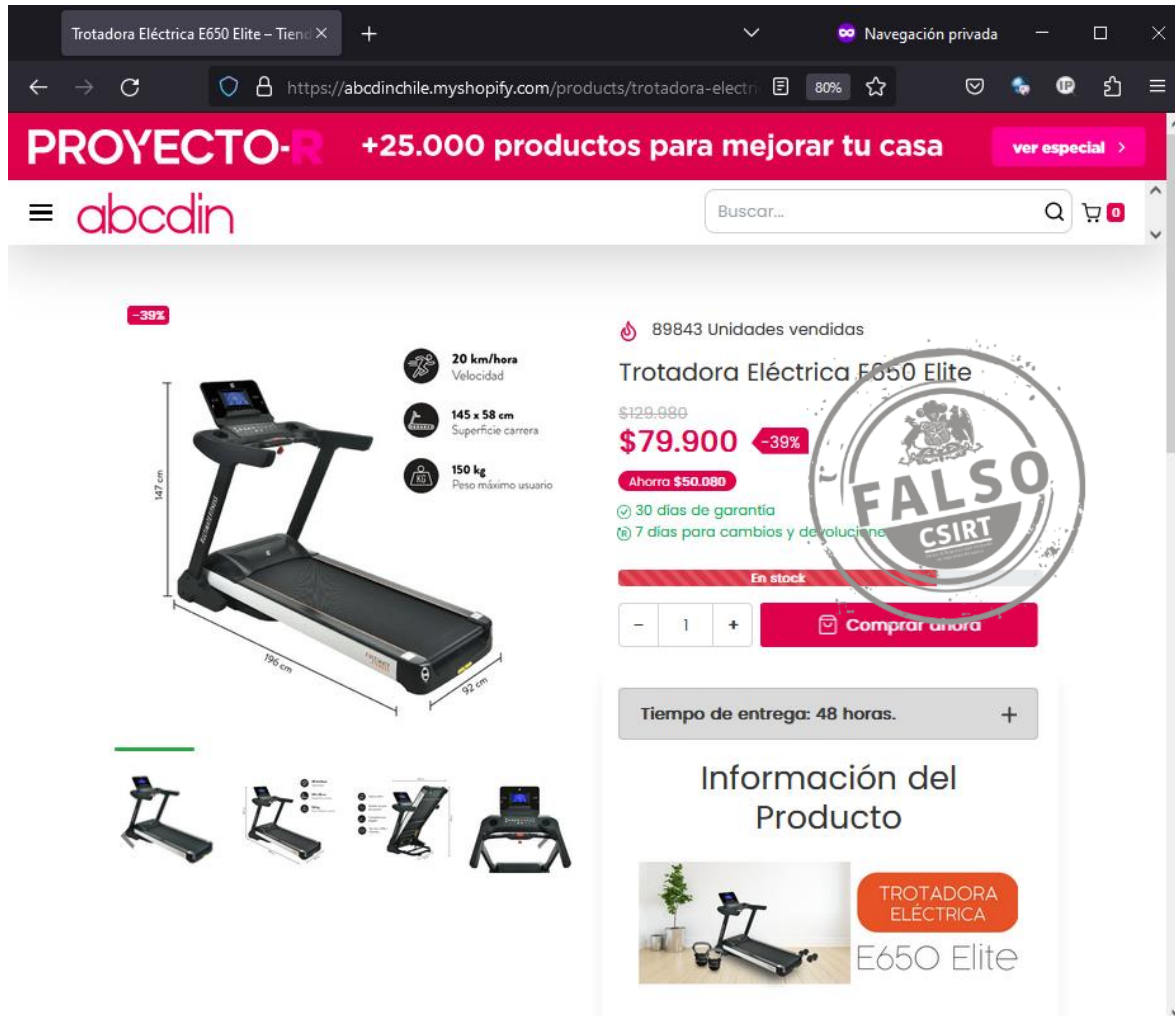 Trotadora Eléctrica E650 Elite – Tiend
Navegación privada
https://abcdinchile.myshopify.com/products/trotadora-electri
80%
PROYECTO-R
+25.000 productos para mejorar tu casa
ver especial >
abcdin
Buscar...
0
-39%
20 km/hora
Velocidad
145 x 58 cm
Superficie carrera
150 kg
Peso máximo usuario
147 cm
196 cm
92 cm
89843 Unidades vendidas
Trotadora Eléctrica E650 Elite
$129.980
$79.900
-39%
Ahorra $50.080
30 días de garantía
7 días para cambios y devolucione
FALSO
CSIRT
En stock
- 1 +
Comprar ahora
Tiempo de entrega: 48 horas. +
Información del
Producto
TROTADORA
ELÉCTRICA
E650 Elite